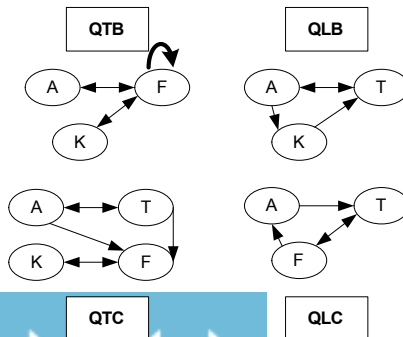 QTB QLB
A F A T
K K
A T A T
K F F
QTC QLC